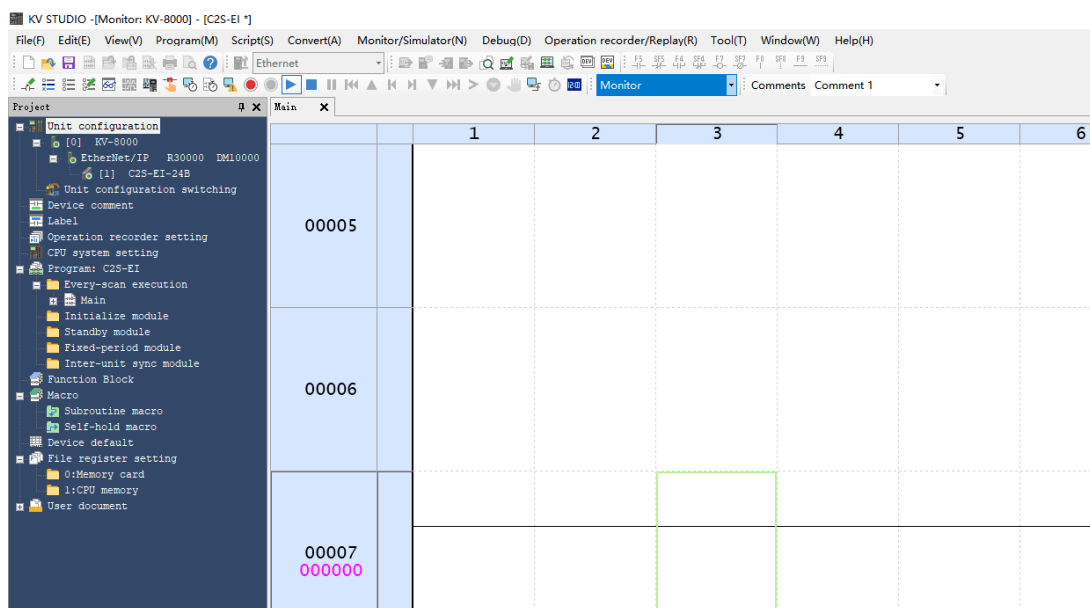 KV STUDIO -[Monitor: KV-8000] - [C2S-EI *]
File(F) Edit(E) View(V) Program(M) Script(S) Convert(A) Monitor/Simulator(N) Debug(D) Operation recorder/Replay(R) Tool(T) Window(W) Help(H)
Ethernet
Monitor Comments Comment 1
Project
Main
Unit configuration
[0] KV-8000
EtherNet/IP R30000 DM10000
[1] C2S-EI-24B
Unit configuration switching
Device comment
Label
Operation recorder setting
CPU system setting
Program: C2S-EI
Every-scan execution
Main
Initialize module
Standby module
Fixed-period module
Inter-unit sync module
Function Block
Macro
Subroutine macro
Self-hold macro
Device default
File register setting
0:Memory card
1:CPU memory
User document
1 2 3 4 5 6
00005
00006
00007
000000